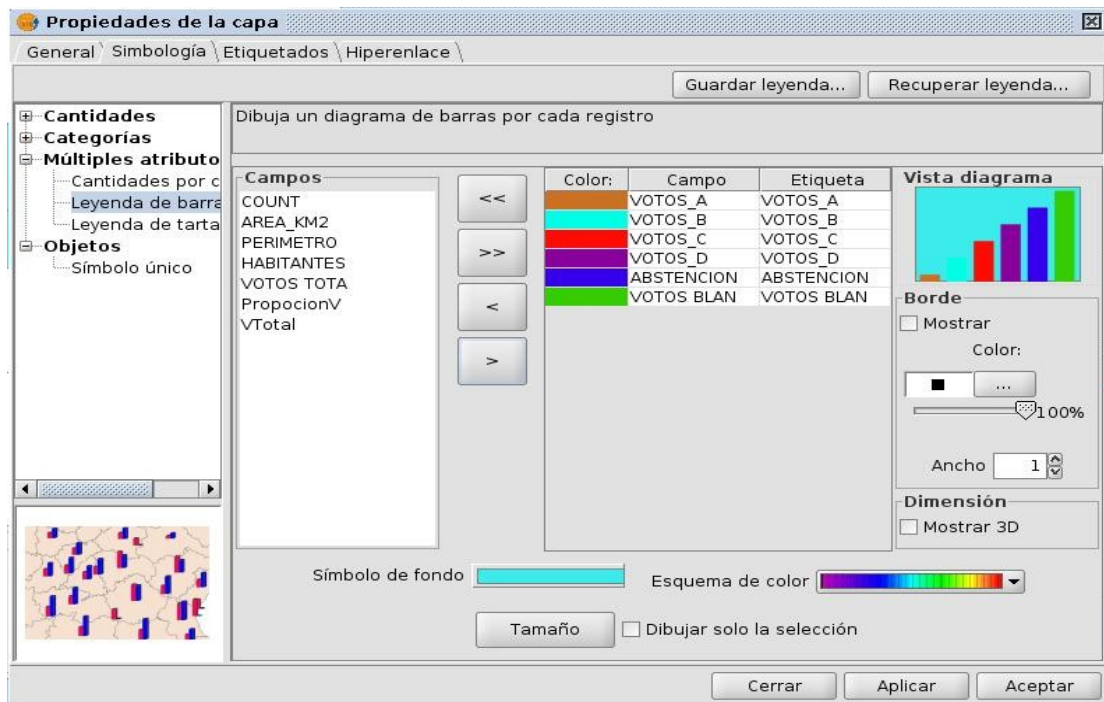 Propiedades de la capa
General Simbología Etiquetados Hiperenlace
Guardar leyenda... Recuperar leyenda...
Cantidades
Categorías
Múltiples atributo
Cantidades por c
Leyenda de barra
Leyenda de tarta
Objetos
Símbolo único
Dibuja un diagrama de barras por cada registro
Campos
COUNT
AREA_KM2
PERIMETRO
HABITANTES
VOTOS TOTA
PropocionV
VTotal
<<
>>
<
>
Color: Campo Etiqueta
VOTOS_A VOTOS_A
VOTOS_B VOTOS_B
VOTOS_C VOTOS_C
VOTOS_D VOTOS_D
ABSTENCION ABSTENCION
VOTOS BLAN VOTOS BLAN
Vista diagrama
Borde
Mostrar
Color:
...
100%
Ancho 1
Dimensión
Mostrar 3D
Símbolo de fondo Esquema de color
Tamaño Dibujar solo la selección
Cerrar Aplicar Aceptar